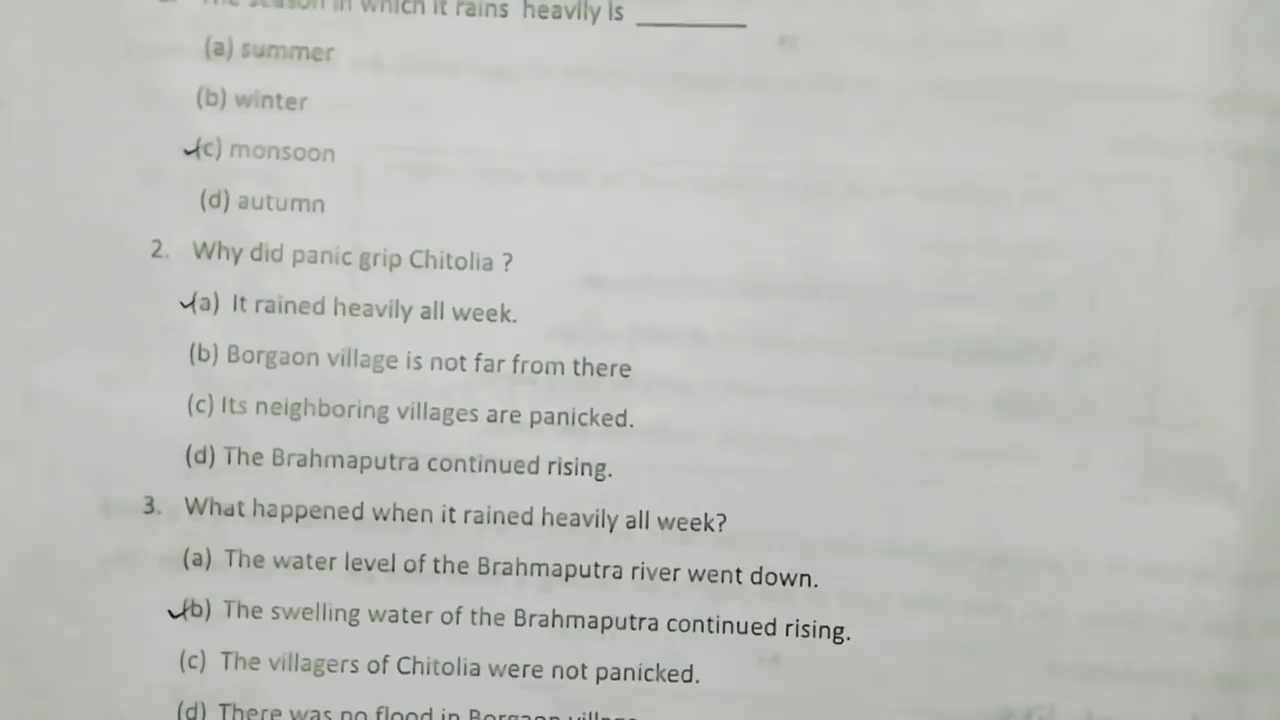 season in which it rains heavily is ________
(a) summer
(b) winter
(c) monsoon
(d) autumn
2. Why did panic grip Chitolia ?
(a) It rained heavily all week.
(b) Borgaon village is not far from there
(c) Its neighboring villages are panicked.
(d) The Brahmaputra continued rising.
3. What happened when it rained heavily all week?
(a) The water level of the Brahmaputra river went down.
(b) The swelling water of the Brahmaputra continued rising.
(c) The villagers of Chitolia were not panicked.
(d) There was no flood in Borgaon village